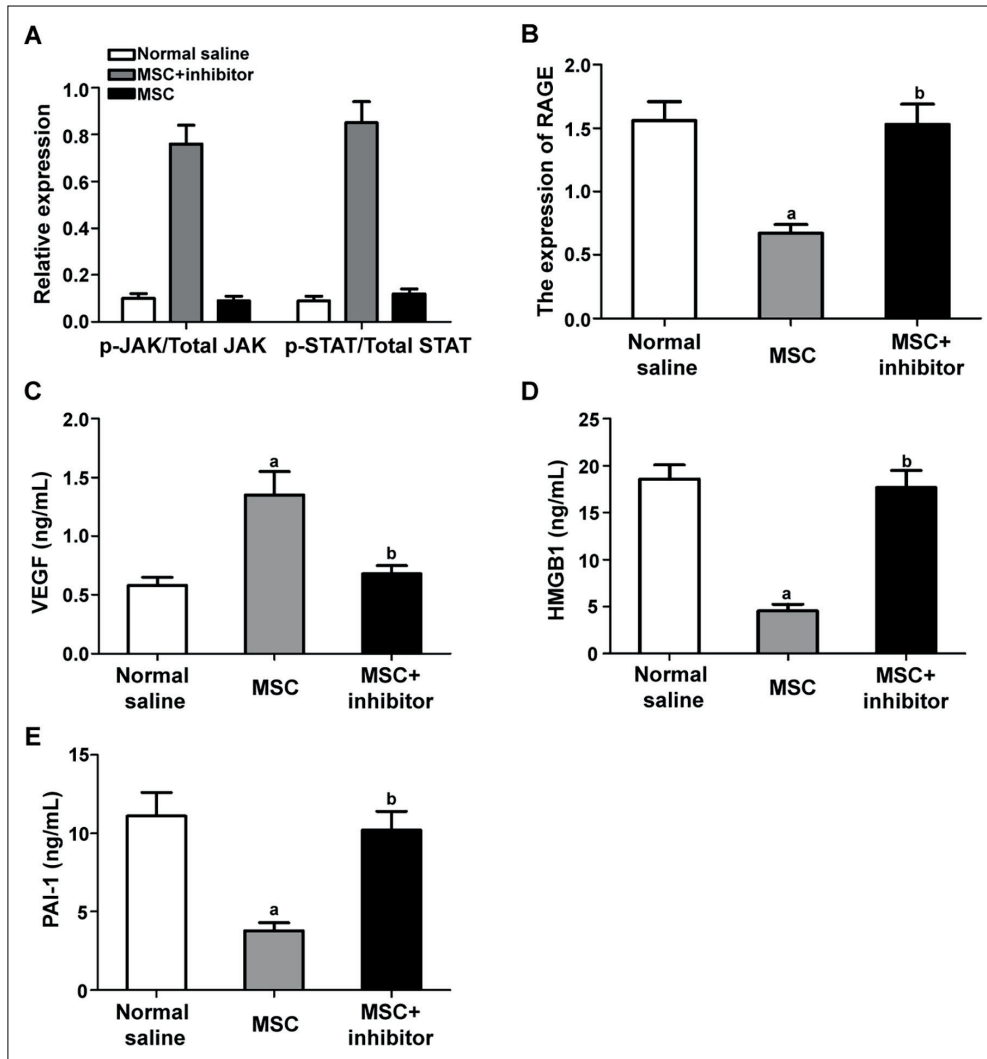 A
Normal saline
MSC+inhibitor
MSC
Relative expression
1.0
0.8
0.6
0.4
0.2
0.0
p-JAK/Total JAK p-STAT/Total STAT
B
The expression of RAGE
2.0
1.5
1.0
0.5
0.0
a
b
Normal
saline
MSC
MSC+
inhibitor
C
VEGF (ng/mL)
2.0
1.5
1.0
0.5
0.0
a
b
Normal
saline
MSC
MSC+
inhibitor
D
HMGB1 (ng/mL)
25
20
15
10
5
0
a
b
Normal
saline
MSC
MSC+
inhibitor
E
PAI-1 (ng/mL)
15
10
5
0
a
b
Normal
saline
MSC
MSC+
inhibitor